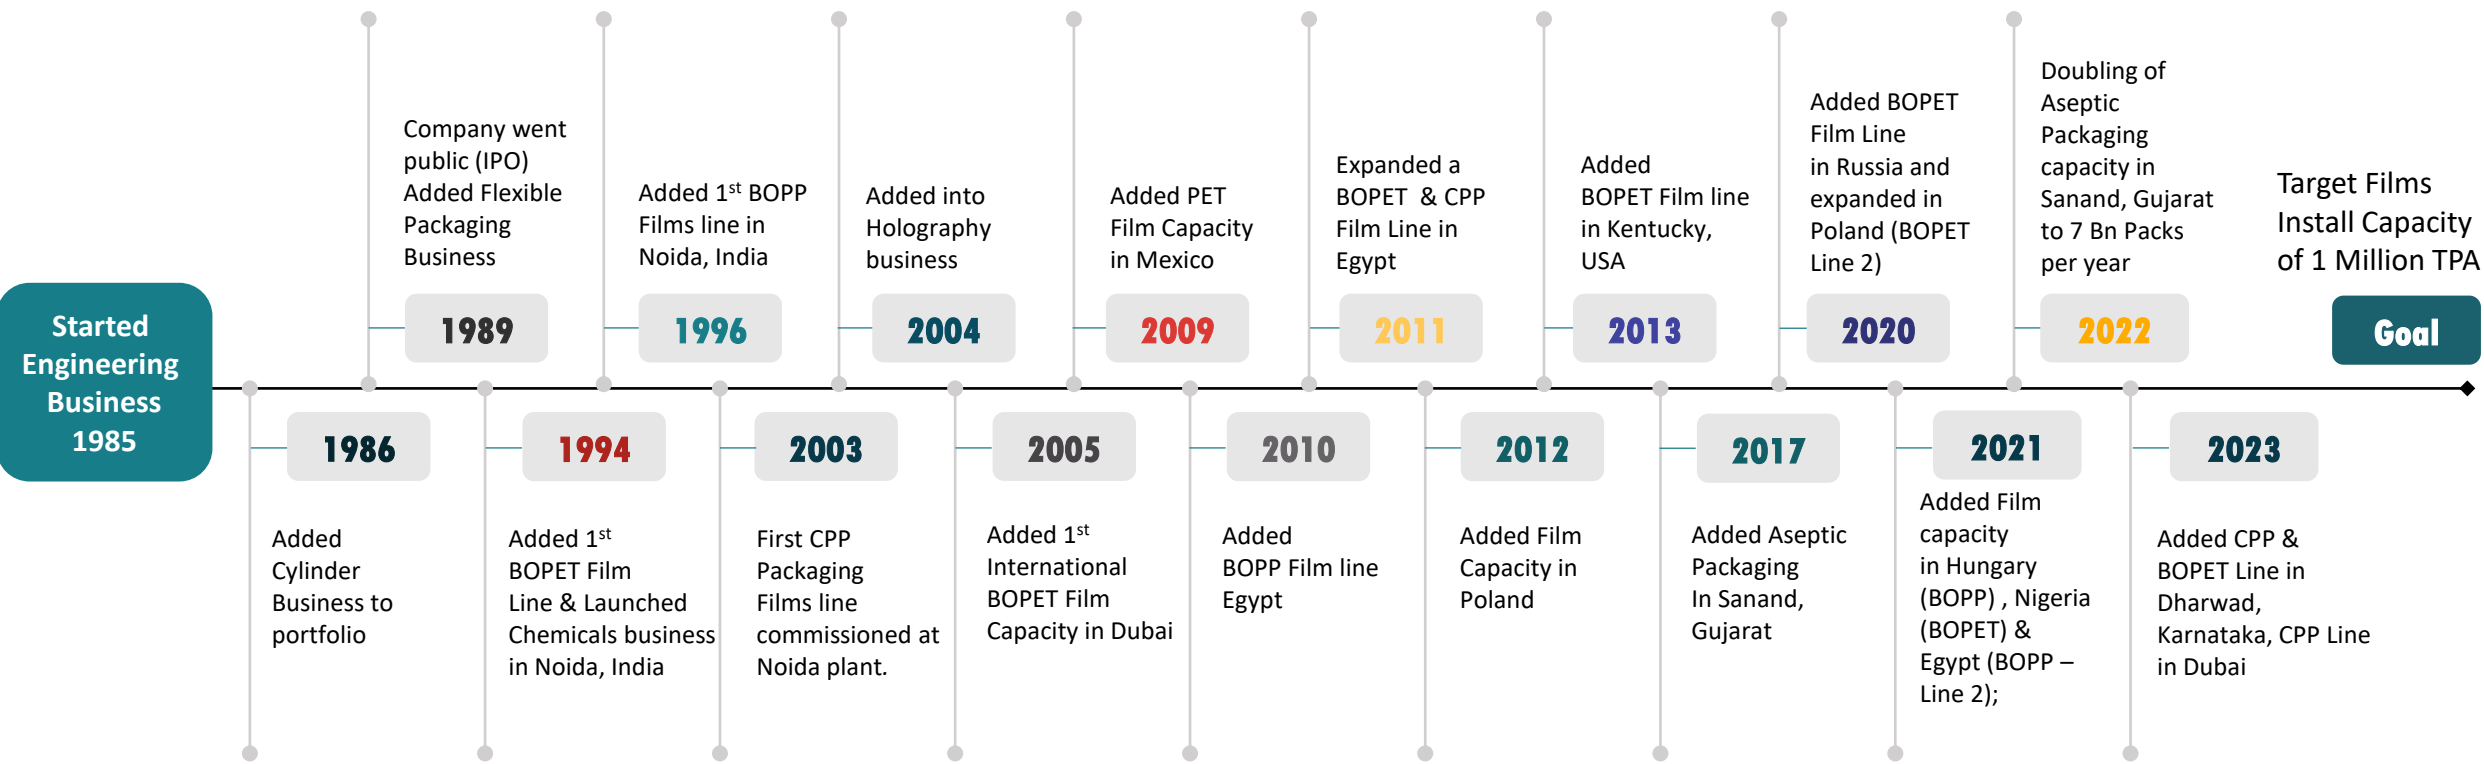 Started
Engineering
Business
1985
1986
Added
Cylinder
Business to
portfolio
Company went
public (IPO)
Added Flexible
Packaging
Business
1989
1994
Added 1st
BOPET Film
Line & Launched
Chemicals business
in Noida, India
Added 1st BOPP
Films line in
Noida, India
1996
2003
First CPP
Packaging
Films line
commissioned at
Noida plant.
Added into
Holography
business
2004
2005
Added 1st
International
BOPET Film
Capacity in Dubai
Added PET
Film Capacity
in Mexico
2009
2010
Added
BOPP Film line
Egypt
Expanded a
BOPET & CPP
Film Line in
Egypt
2011
2012
Added Film
Capacity in
Poland
Added
BOPET Film line
in Kentucky,
USA
2013
2017
Added Aseptic
Packaging
In Sanand,
Gujarat
Added BOPET
Film Line
in Russia and
expanded in
Poland (BOPET
Line 2)
2020
2021
Added Film
capacity
in Hungary
(BOPP) , Nigeria
(BOPET) &
Egypt (BOPP –
Line 2);
Doubling of
Aseptic
Packaging
capacity in
Sanand, Gujarat
to 7 Bn Packs
per year
2022
2023
Added CPP &
BOPET Line in
Dharwad,
Karnataka, CPP Line
in Dubai
Target Films
Install Capacity
of 1 Million TPA
Goal